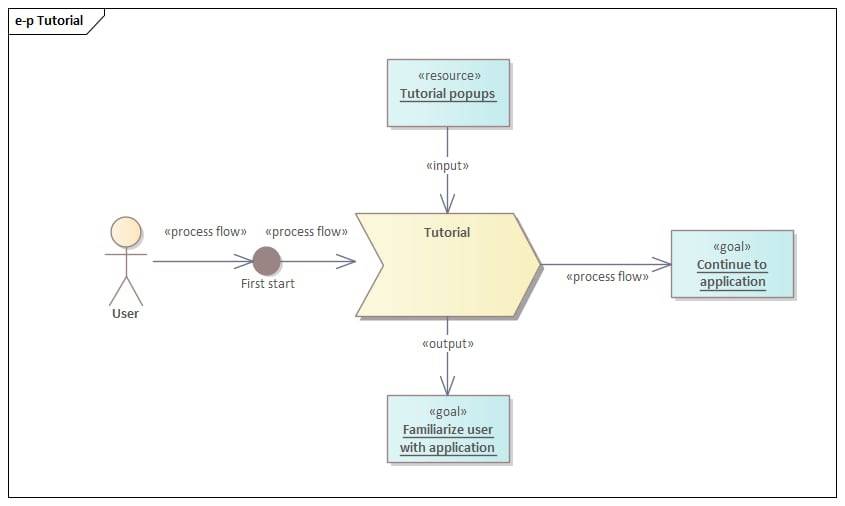 e-p Tutorial
«resource»
Tutorial popups
«input»
Tutorial
«process flow»
«process flow»
First start
User
«process flow»
«goal»
Continue to
application
«output»
«goal»
Familiarize user
with application